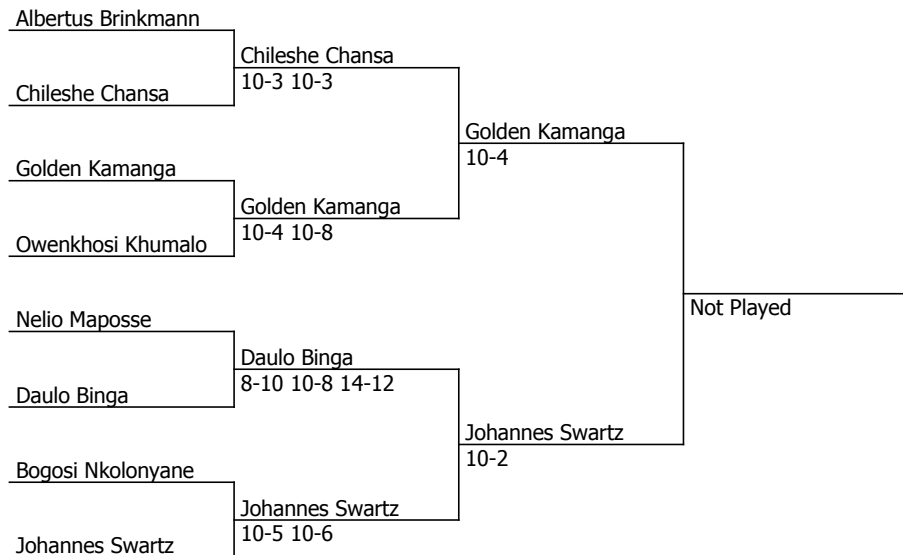 Albertus Brinkmann
Chileshe Chansa
10-3 10-3
Chileshe Chansa
Golden Kamanga
10-4
Golden Kamanga
Golden Kamanga
10-4 10-8
Owenkhosi Khumalo
Not Played
Nelio Maposse
Daulo Binga
8-10 10-8 14-12
Daulo Binga
Johannes Swartz
10-2
Bogosi Nkolonyane
Johannes Swartz
10-5 10-6
Johannes Swartz